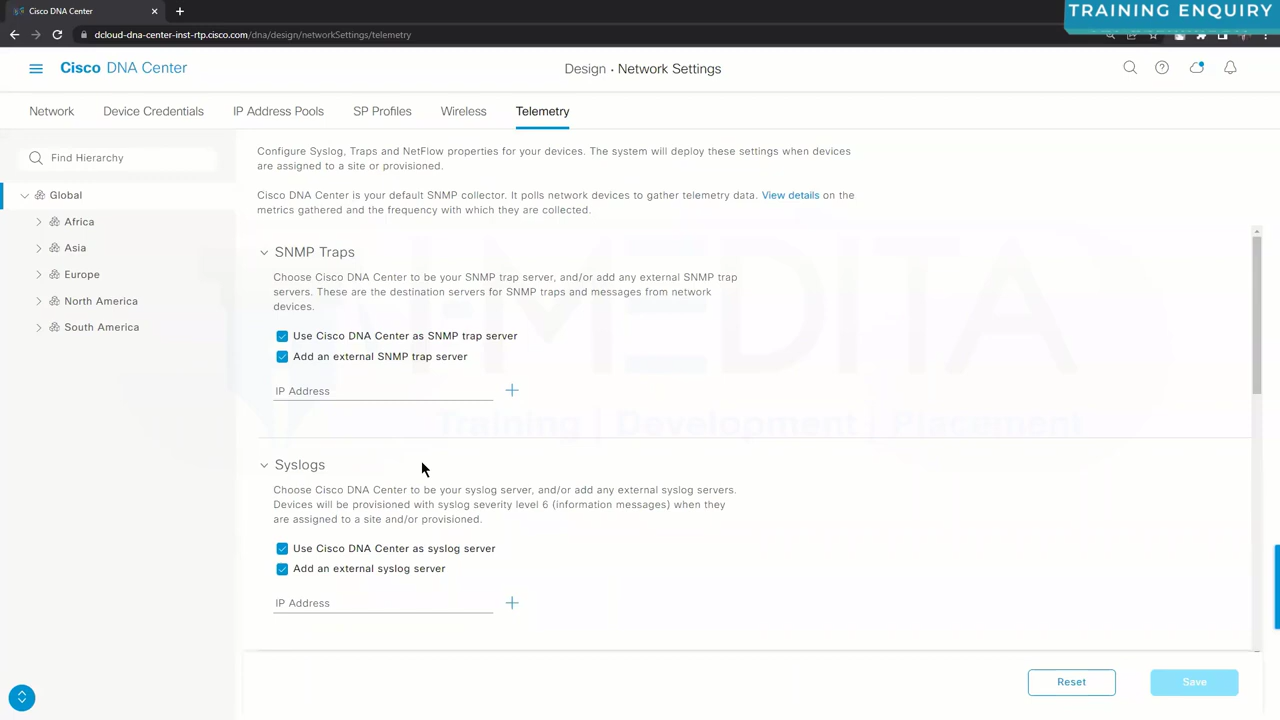 Cisco DNA Center
TRAINING ENQUIRY
dcloud-dna-center-inst-rtp.cisco.com/dna/design/networkSettings/telemetry
Cisco DNA Center
Design · Network Settings
Network
Device Credentials
IP Address Pools
SP Profiles
Wireless
Telemetry
Find Hierarchy
Global
Africa
Asia
Europe
North America
South America
Configure Syslog, Traps and NetFlow properties for your devices. The system will deploy these settings when devices
are assigned to a site or provisioned.
Cisco DNA Center is your default SNMP collector. It polls network devices to gather telemetry data. View details on the
metrics gathered and the frequency with which they are collected.
SNMP Traps
Choose Cisco DNA Center to be your SNMP trap server, and/or add any external SNMP trap
servers. These are the destination servers for SNMP traps and messages from network
devices.
Use Cisco DNA Center as SNMP trap server
Add an external SNMP trap server
IP Address
I-MEDITA
Training | Development | Placement
Syslogs
Choose Cisco DNA Center to be your syslog server, and/or add any external syslog servers.
Devices will be provisioned with syslog severity level 6 (information messages) when they
are assigned to a site and/or provisioned.
Use Cisco DNA Center as syslog server
Add an external syslog server
IP Address
Reset
Save